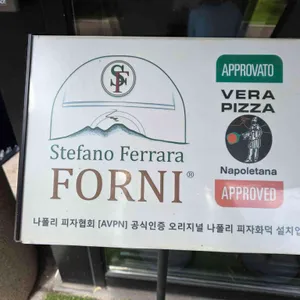 SF
Stefano Ferrara
FORNI®
APPROVATO
VERA
PIZZA
Napoletana
APPROVED
나폴리 피자협회 [AVPN] 공식인증 오리지널 나폴리 피자화덕 설치업